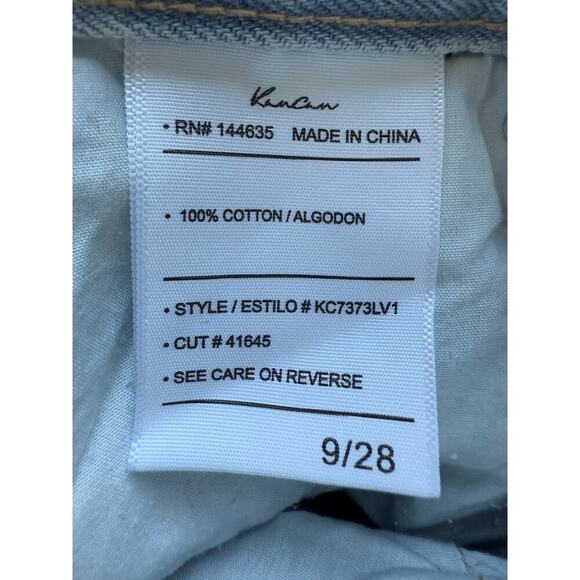 KanCan
• RN# 144635 MADE IN CHINA
• 100% COTTON / ALGODON
• STYLE / ESTILO # KC7373LV1
• CUT # 41645
• SEE CARE ON REVERSE
9/28